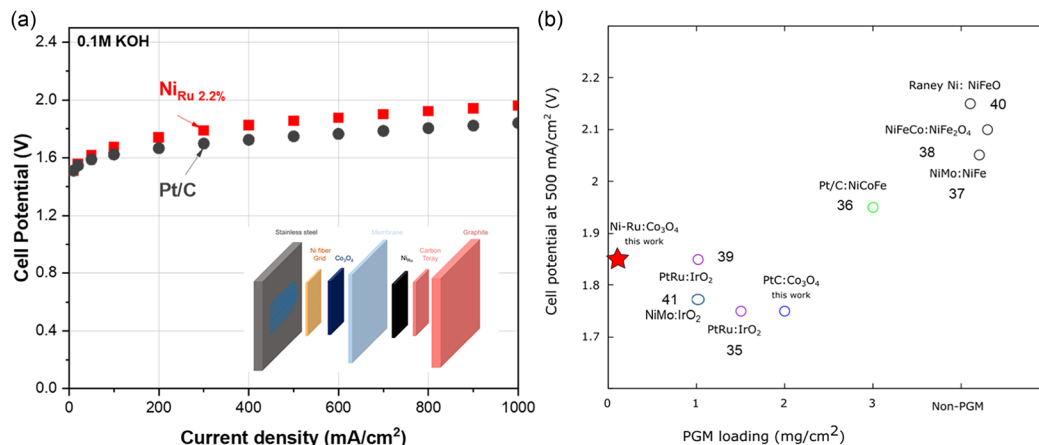 (a)
0.1M KOH
Cell Potential (V)
2.4
2.0
1.6
1.2
0.8
0.4
0.0
Ni Ru 2.2%
Pt/C
Stainless steel
Ni fiber
Grid
Co₃O₄
Membrane
Ni Ru
Carbon
Toray
Graphite
0 200 400 600 800 1000
Current density (mA/cm²)
(b)
Cell potential at 500 mA/cm² (V)
2.2
2.1
2
1.9
1.8
1.7
Raney Ni: NiFeO
40
NiFeCo:NiFe₂O₄
38
NiMo:NiFe
37
Pt/C:NiCoFe
36
Ni-Ru:Co₃O₄
this work
39
PtRu:IrO₂
41
NiMo:IrO₂
PtC:Co₃O₄
this work
PtRu:IrO₂
35
0 1 2 3 Non-PGM
PGM loading (mg/cm²)